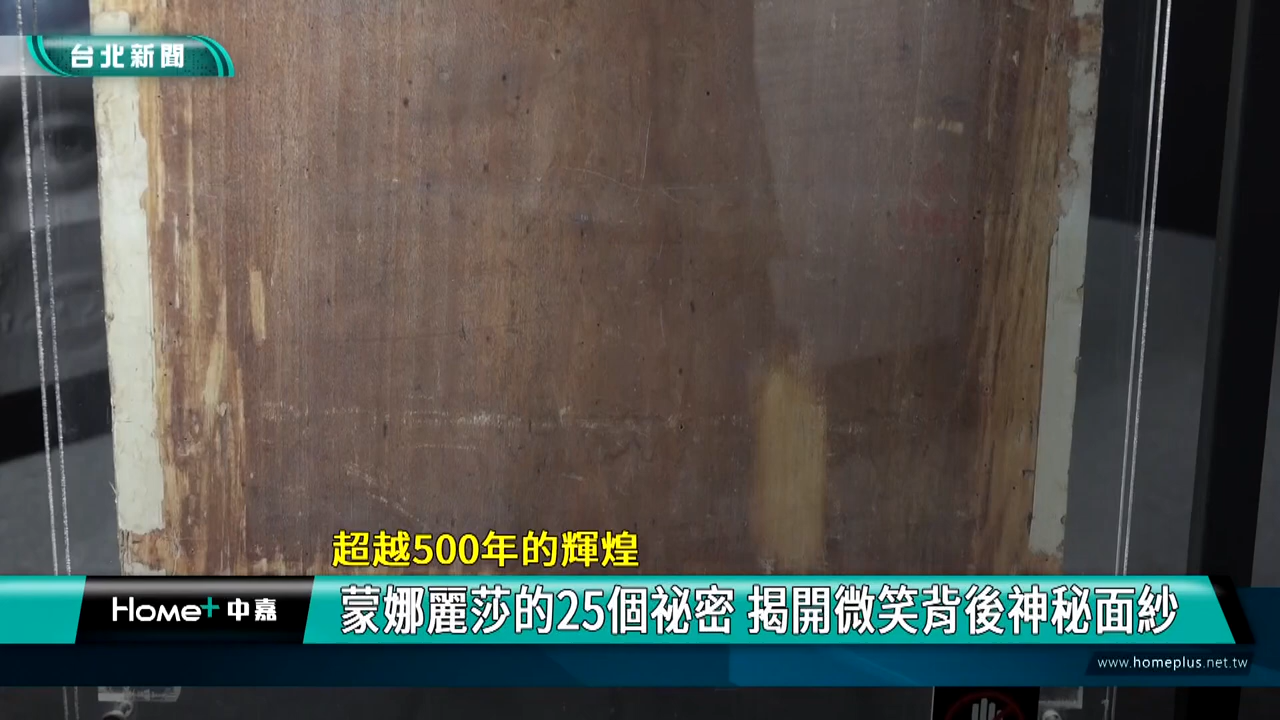 台北新聞
超越500年的輝煌
Home+中嘉
蒙娜麗莎的25個祕密 揭開微笑背後神秘面紗
www.homeplus.net.tw